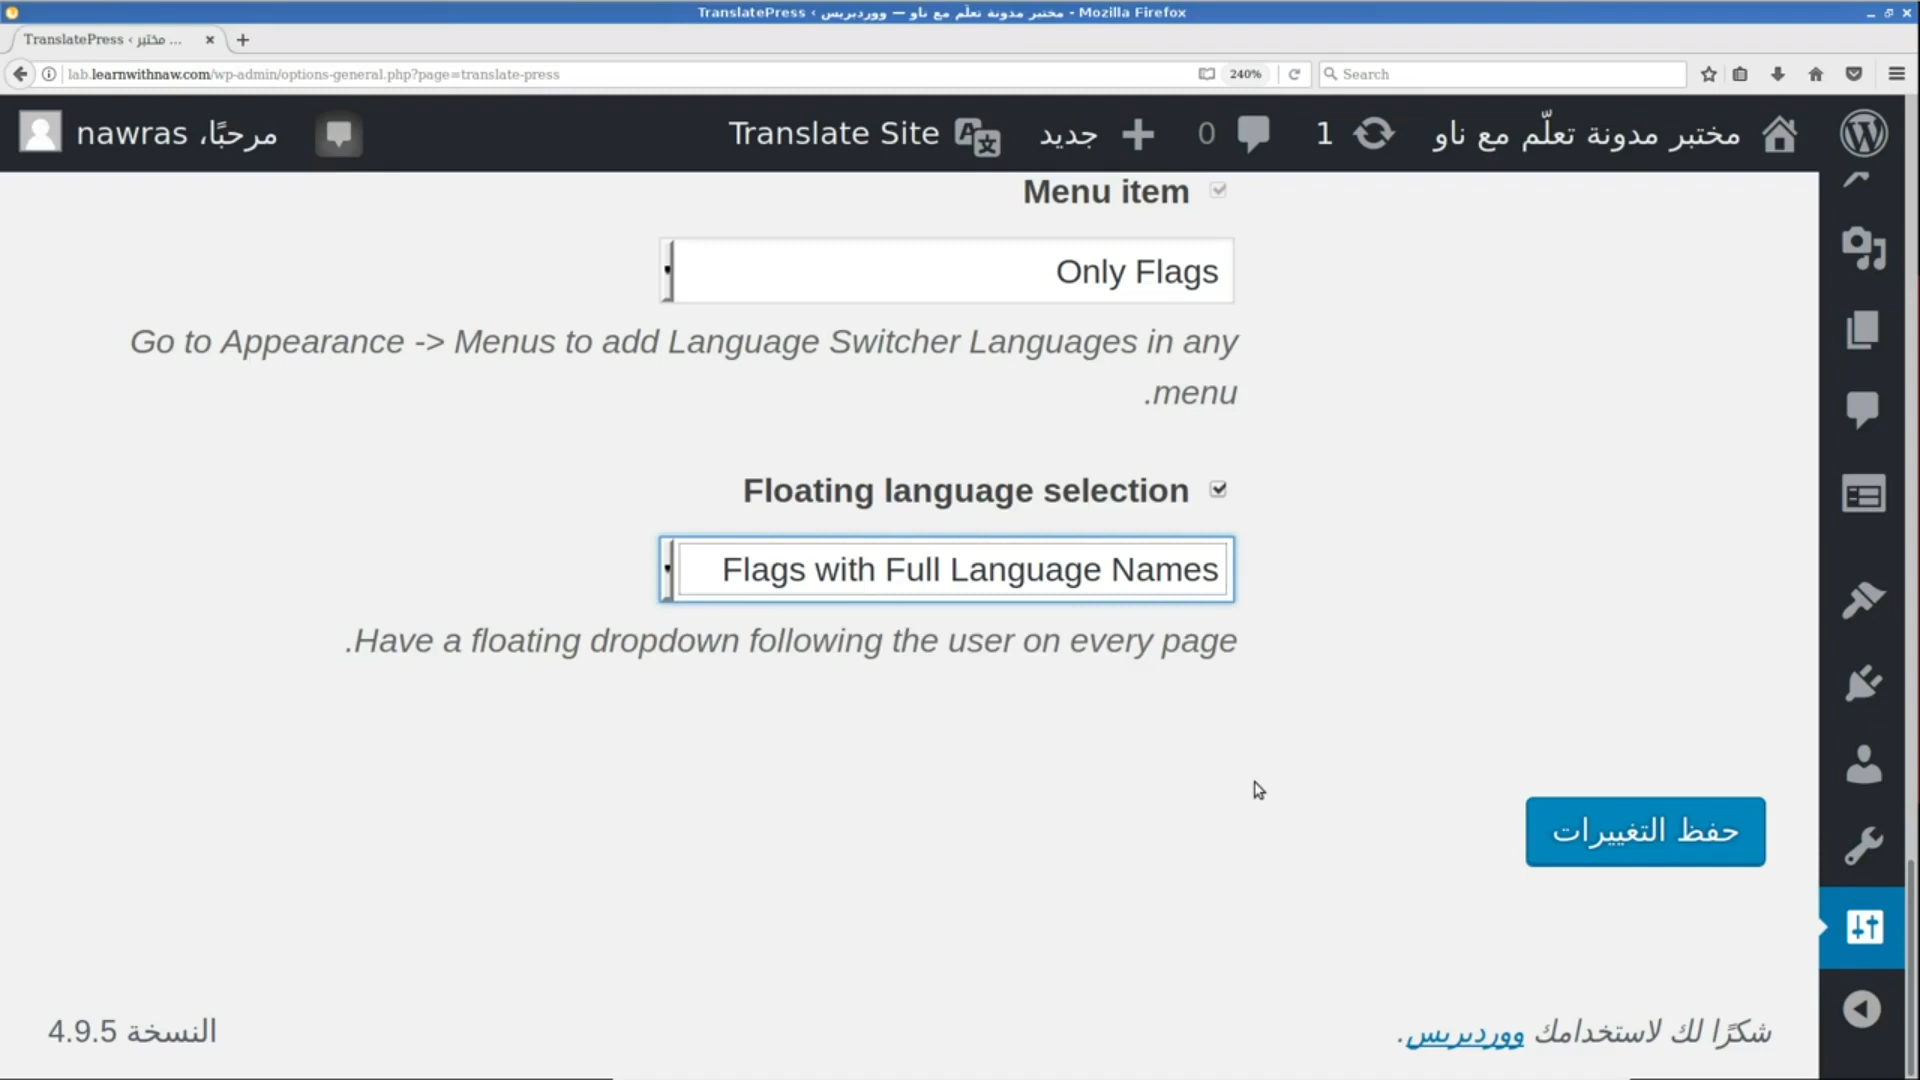 TranslatePress ‹ مختبر مدونة تعلّم مع ناو — ووردبريس - Mozilla Firefox
TranslatePress ‹ مختبر ...
lab.learnwithnaw.com/wp-admin/options-general.php?page=translate-press
240%
Search
مختبر مدونة تعلّم مع ناو
1
0
جديد
Translate Site
مرحبًا، nawras
Menu item
Only Flags
Go to Appearance -> Menus to add Language Switcher Languages in any
.menu
Floating language selection
Flags with Full Language Names
.Have a floating dropdown following the user on every page
حفظ التغييرات
شكرًا لك لاستخدامك ووردبريس.
النسخة 4.9.5